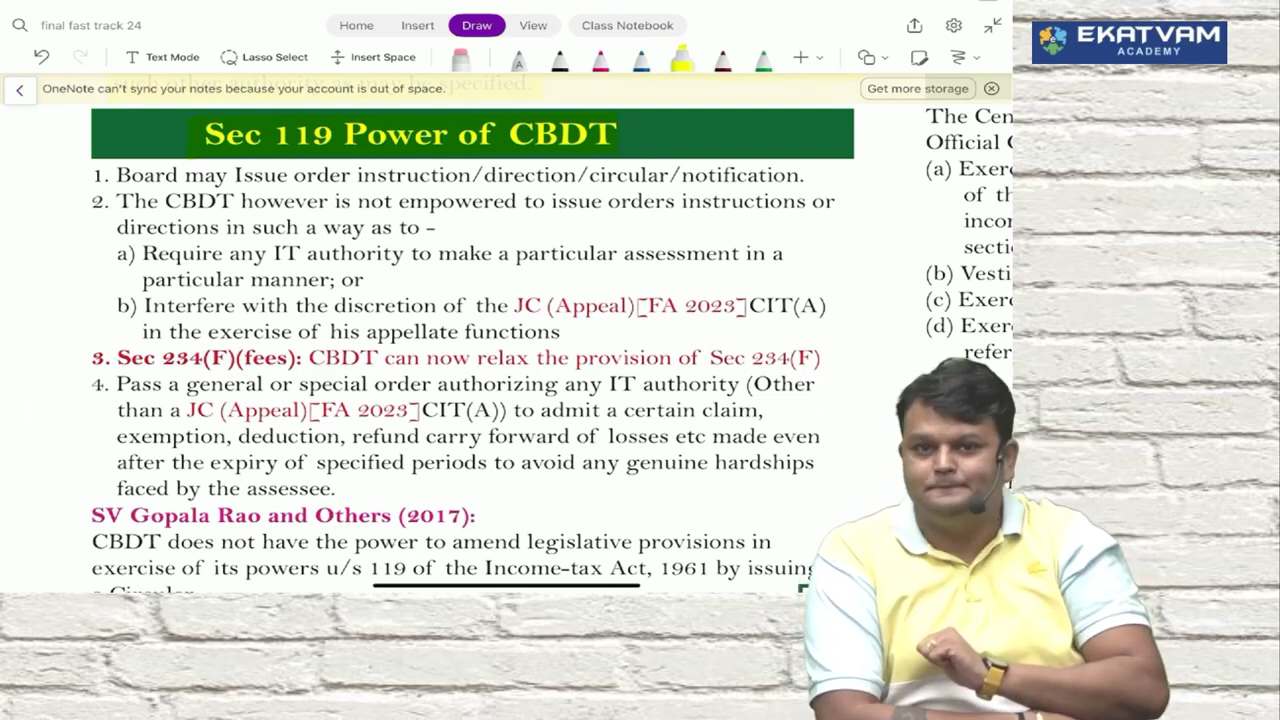 final fast track 24
Home Insert Draw View Class Notebook
Text Mode Lasso Select Insert Space
OneNote can't sync your notes because your account is out of space. Get more storage
EKATVAM
ACADEMY
Sec 119 Power of CBDT
1. Board may Issue order instruction/direction/circular/notification.
2. The CBDT however is not empowered to issue orders instructions or
directions in such a way as to –
a) Require any IT authority to make a particular assessment in a
particular manner; or
b) Interfere with the discretion of the JC (Appeal)[FA 2023]CIT(A)
in the exercise of his appellate functions
3. Sec 234(F)(fees): CBDT can now relax the provision of Sec 234(F)
4. Pass a general or special order authorizing any IT authority (Other
than a JC (Appeal)[FA 2023]CIT(A)) to admit a certain claim,
exemption, deduction, refund carry forward of losses etc made even
after the expiry of specified periods to avoid any genuine hardships
faced by the assessee.
SV Gopala Rao and Others (2017):
CBDT does not have the power to amend legislative provisions in
exercise of its powers u/s 119 of the Income-tax Act, 1961 by issuing
The Cen
Official
(a) Exer
of th
incor
secti
(b) Vesti
(c) Exer
(d) Exer
refer